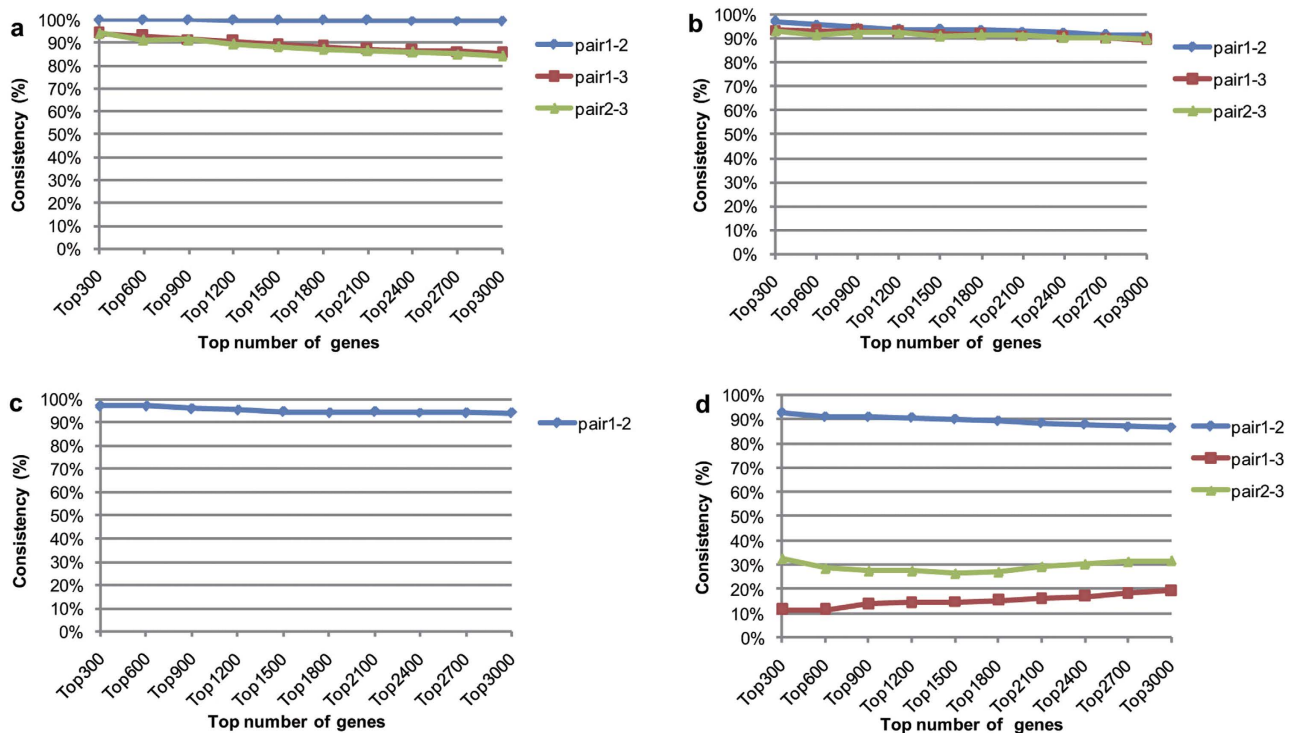 a
100%
90%
80%
70%
60%
50%
40%
30%
20%
10%
0%
Consistency (%)
Top300
Top600
Top900
Top1200
Top1500
Top1800
Top2100
Top2400
Top2700
Top3000
Top number of genes
pair1-2
pair1-3
pair2-3
b
100%
90%
80%
70%
60%
50%
40%
30%
20%
10%
0%
Consistency (%)
Top300
Top600
Top900
Top1200
Top1500
Top1800
Top2100
Top2400
Top2700
Top3000
Top number of genes
pair1-2
pair1-3
pair2-3
c
100%
90%
80%
70%
60%
50%
40%
30%
20%
10%
0%
Consistency (%)
Top300
Top600
Top900
Top1200
Top1500
Top1800
Top2100
Top2400
Top2700
Top3000
Top number of genes
pair1-2
d
100%
90%
80%
70%
60%
50%
40%
30%
20%
10%
0%
Consistency (%)
Top300
Top600
Top900
Top1200
Top1500
Top1800
Top2100
Top2400
Top2700
Top3000
Top number of genes
pair1-2
pair1-3
pair2-3